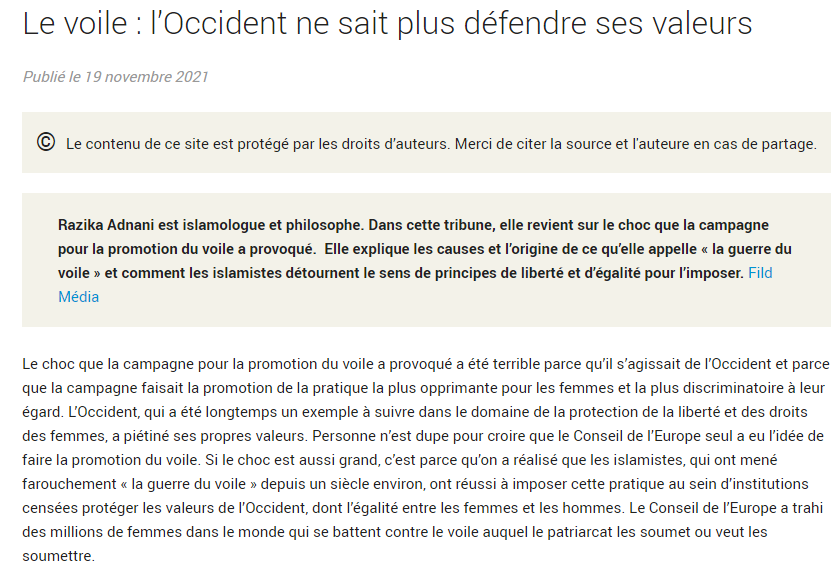 Le voile : l’Occident ne sait plus défendre ses valeurs
Publié le 19 novembre 2021
© Le contenu de ce site est protégé par les droits d’auteurs. Merci de citer la source et l'auteure en cas de partage.
Razika Adnani est islamologue et philosophe. Dans cette tribune, elle revient sur le choc que la campagne
pour la promotion du voile a provoqué.  Elle explique les causes et l’origine de ce qu’elle appelle « la guerre du
voile » et comment les islamistes détournent le sens de principes de liberté et d’égalité pour l’imposer. Fild
Média
Le choc que la campagne pour la promotion du voile a provoqué a été terrible parce qu’il s’agissait de l’Occident et parce
que la campagne faisait la promotion de la pratique la plus opprimante pour les femmes et la plus discriminatoire à leur
égard. L’Occident, qui a été longtemps un exemple à suivre dans le domaine de la protection de la liberté et des droits
des femmes, a piétiné ses propres valeurs. Personne n’est dupe pour croire que le Conseil de l’Europe seul a eu l’idée de
faire la promotion du voile. Si le choc est aussi grand, c’est parce qu’on a réalisé que les islamistes, qui ont mené
farouchement « la guerre du voile » depuis un siècle environ, ont réussi à imposer cette pratique au sein d’institutions
censées protéger les valeurs de l’Occident, dont l’égalité entre les femmes et les hommes. Le Conseil de l’Europe a trahi
des millions de femmes dans le monde qui se battent contre le voile auquel le patriarcat les soumet ou veut les
soumettre.